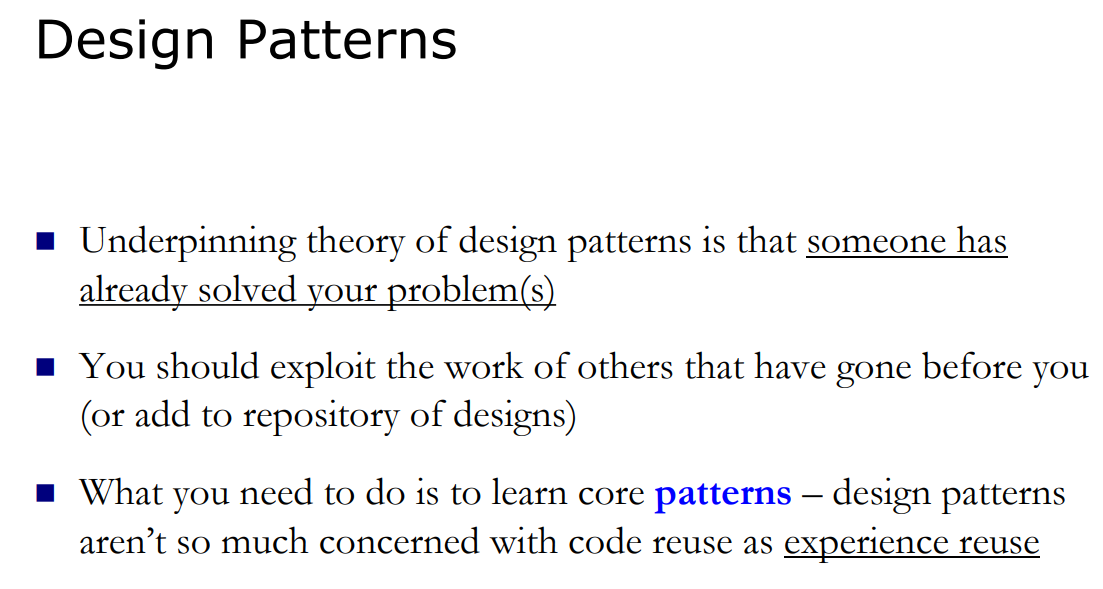 Design Patterns
Underpinning theory of design patterns is that someone has
already solved your problem(s)
You should exploit the work of others that have gone before you
(or add to repository of designs)
What you need to do is to learn core patterns – design patterns
aren’t so much concerned with code reuse as experience reuse